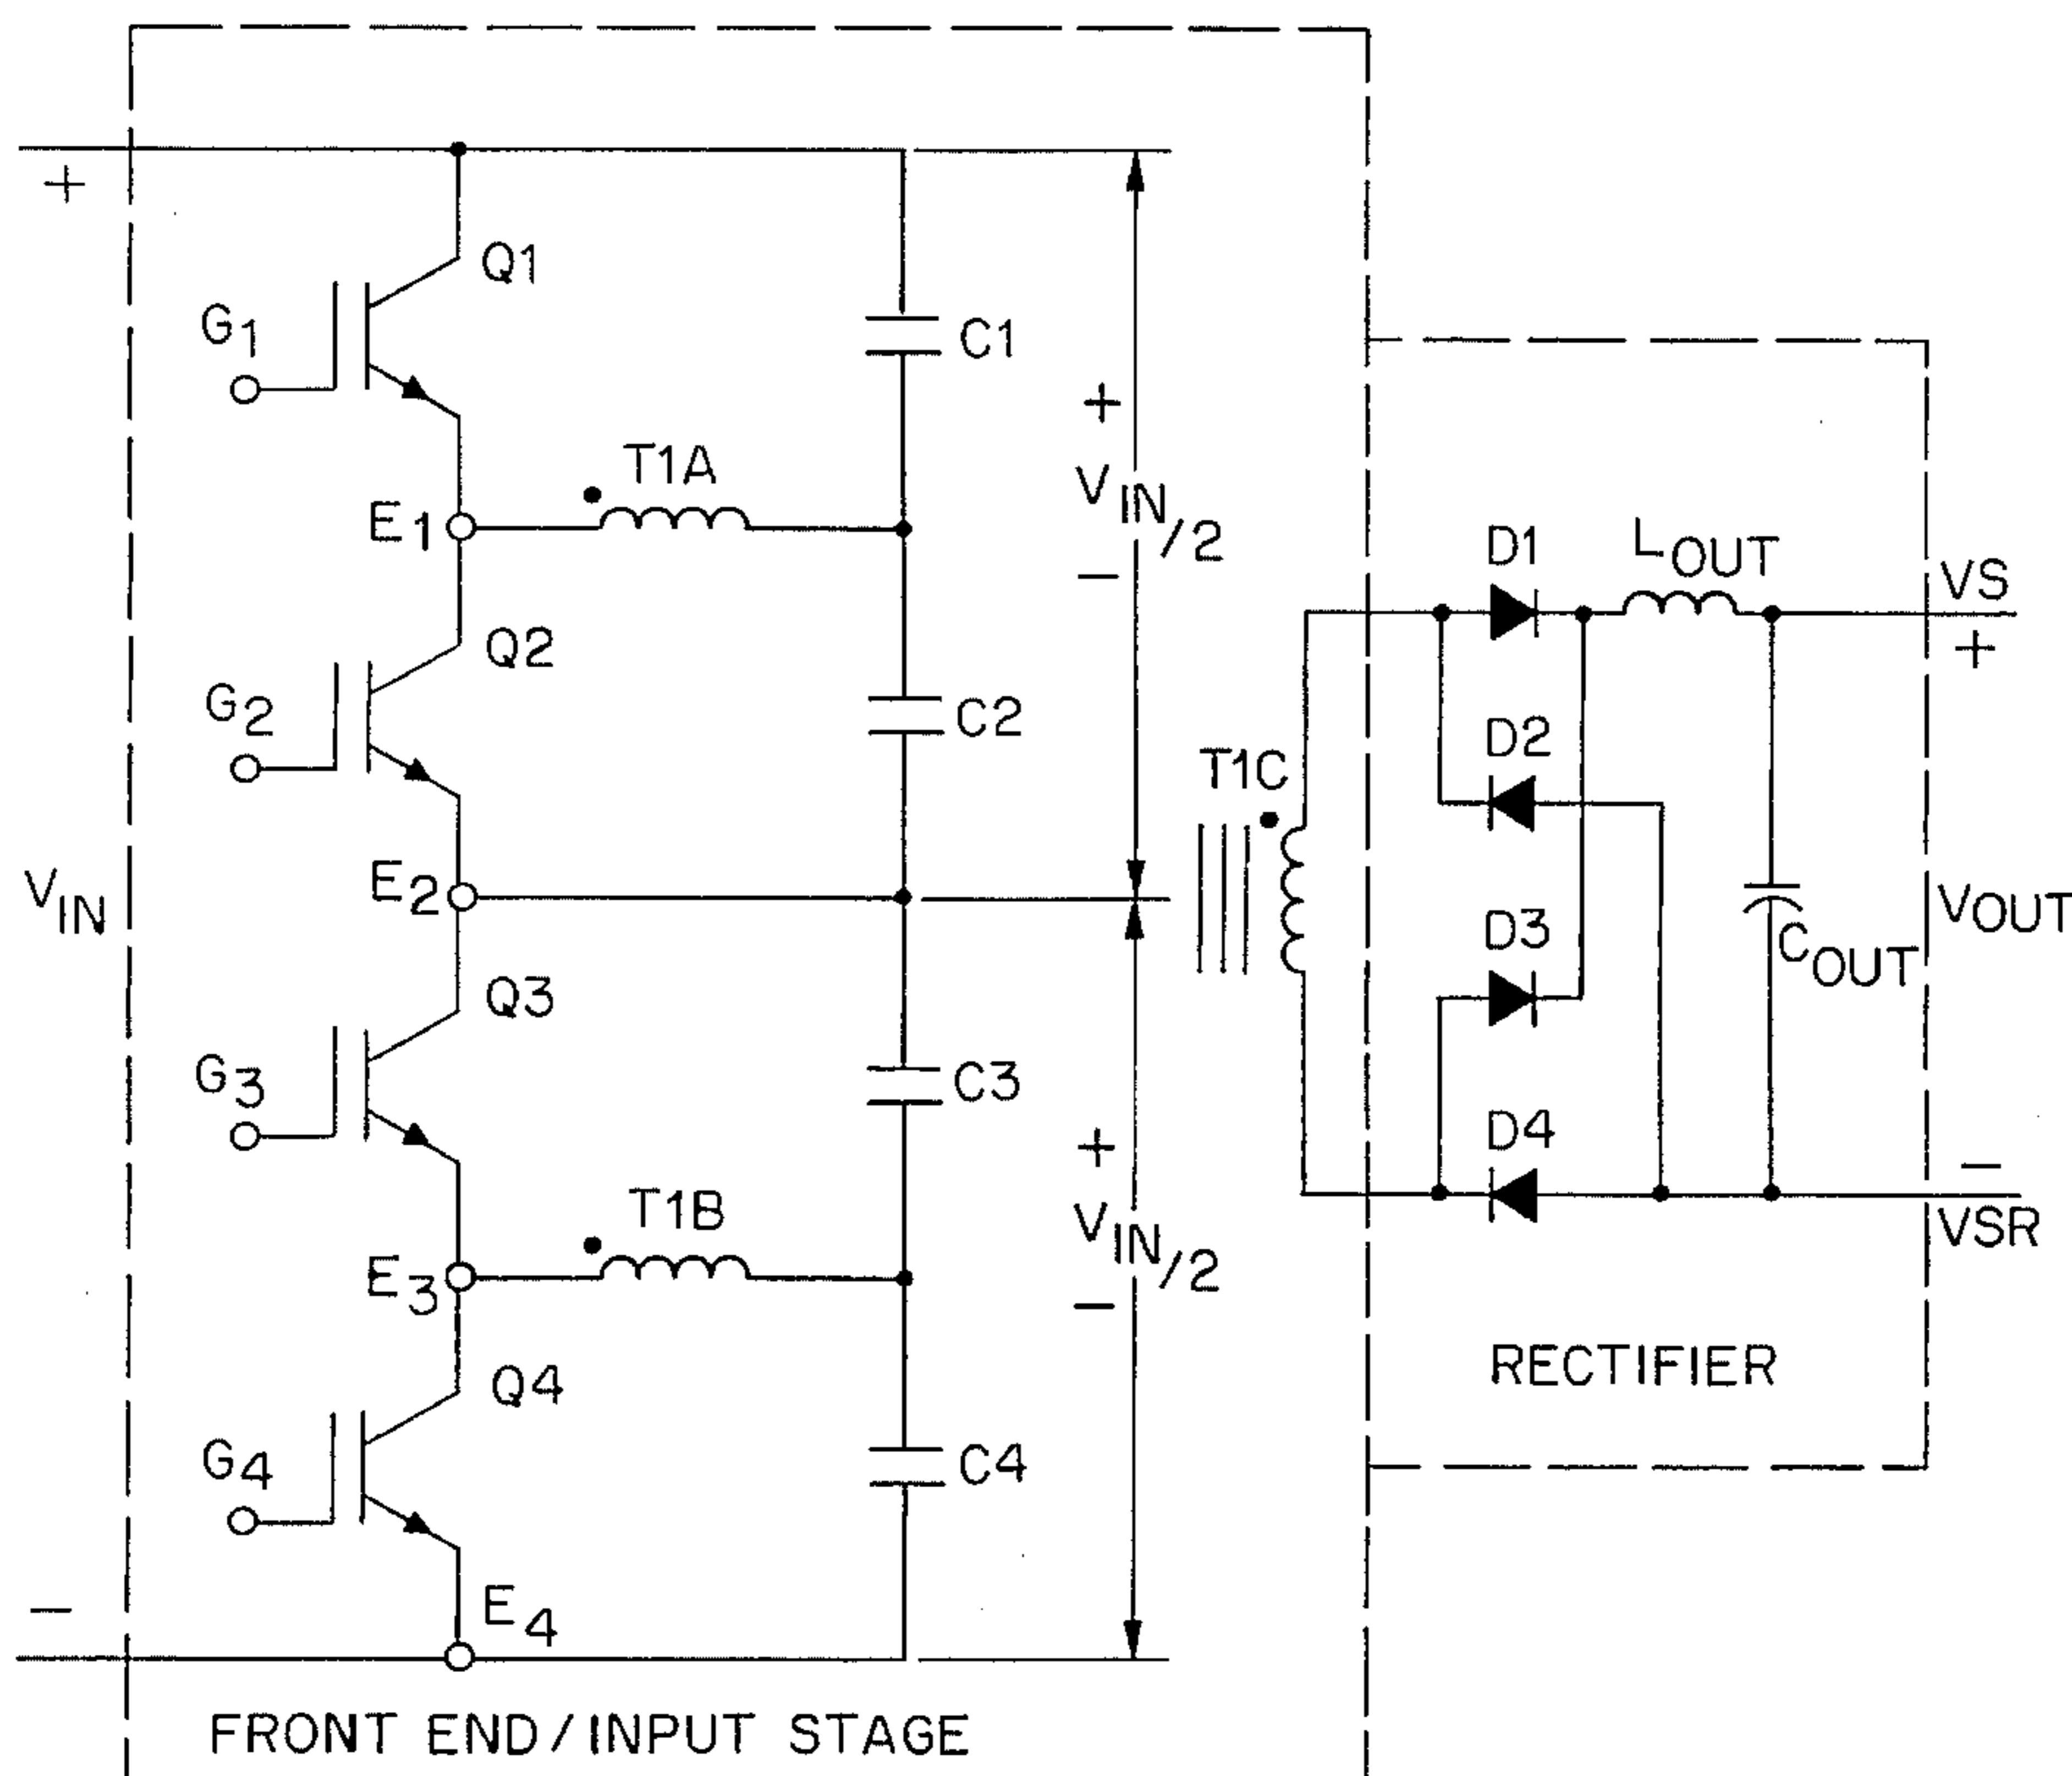 +
Q1
G1
C1
+
T1A
E1
VIN/2
−
D1
LOUT
VS
+
Q2
G2
C2
D2
T1C
E2
VIN
VOUT
COUT
D3
Q3
G3
C3
D4
+
−
T1B
VIN/2
VSR
E3
−
RECTIFIER
Q4
G4
C4
−
E4
FRONT END/INPUT STAGE